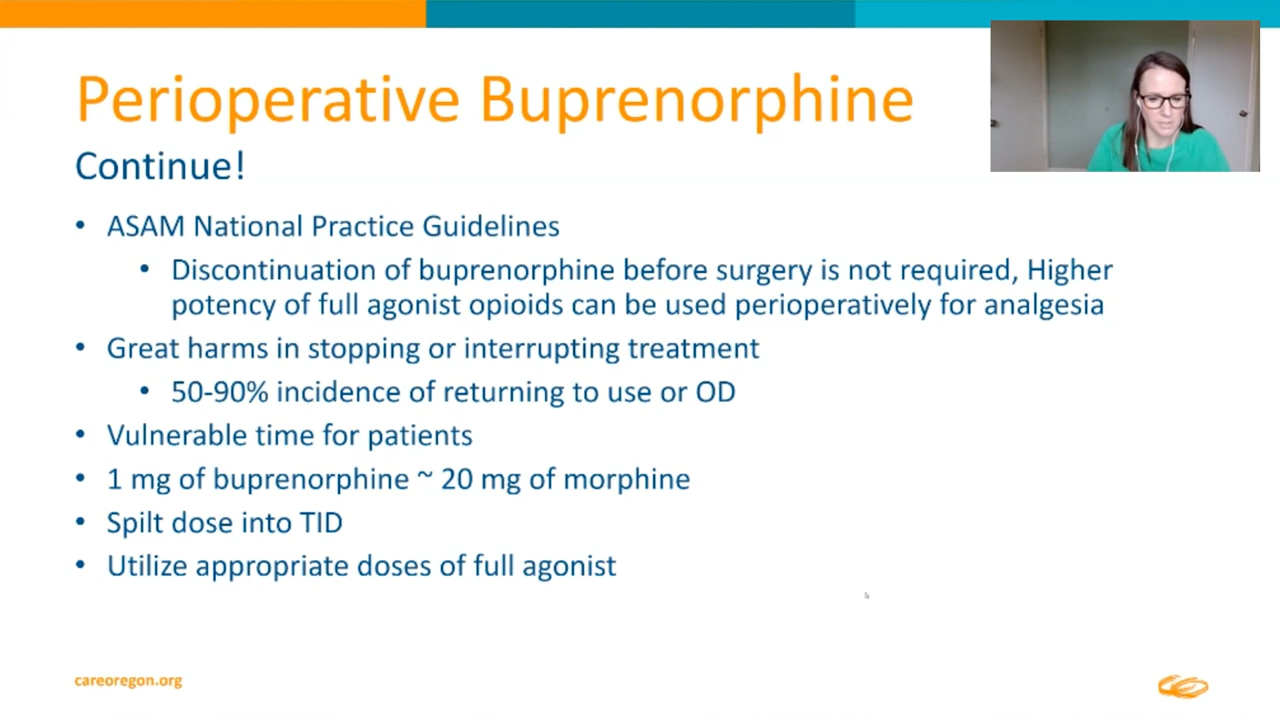 Perioperative Buprenorphine
Continue!
• ASAM National Practice Guidelines
• Discontinuation of buprenorphine before surgery is not required, Higher
potency of full agonist opioids can be used perioperatively for analgesia
• Great harms in stopping or interrupting treatment
• 50-90% incidence of returning to use or OD
• Vulnerable time for patients
• 1 mg of buprenorphine ~ 20 mg of morphine
• Spilt dose into TID
• Utilize appropriate doses of full agonist
careoregon.org